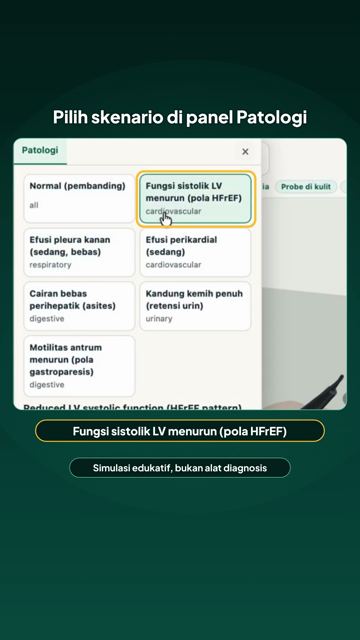 Pilih skenario di panel Patologi
Patologi
×
Normal (pembanding)
all
Fungsi sistolik LV
menurun (pola HFrEF)
cardiovascular
Efusi pleura kanan
(sedang, bebas)
respiratory
Efusi perikardial
(sedang)
cardiovascular
Cairan bebas
perihepatik (asites)
digestive
Kandung kemih penuh
(retensi urin)
urinary
Motilitas antrum
menurun (pola
gastroparesis)
digestive
Reduced LV systolic function (HFrEF pattern)
Probe di kulit
Fungsi sistolik LV menurun (pola HFrEF)
Simulasi edukatif, bukan alat diagnosis